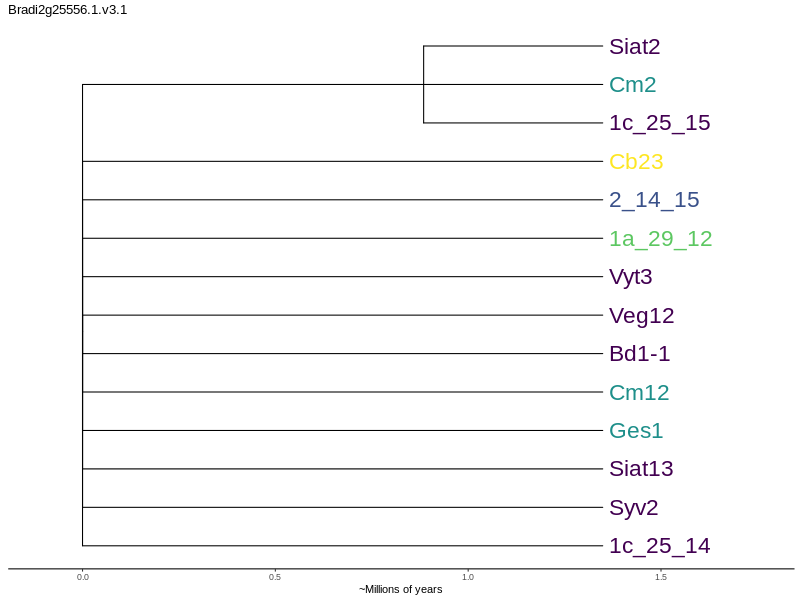 Bradi2g25556.1.v3.1
Siat2
Cm2
1c_25_15
Cb23
2_14_15
1a_29_12
Vyt3
Veg12
Bd1-1
Cm12
Ges1
Siat13
Syv2
1c_25_14
0.0 0.5 1.0 1.5
~Millions of years